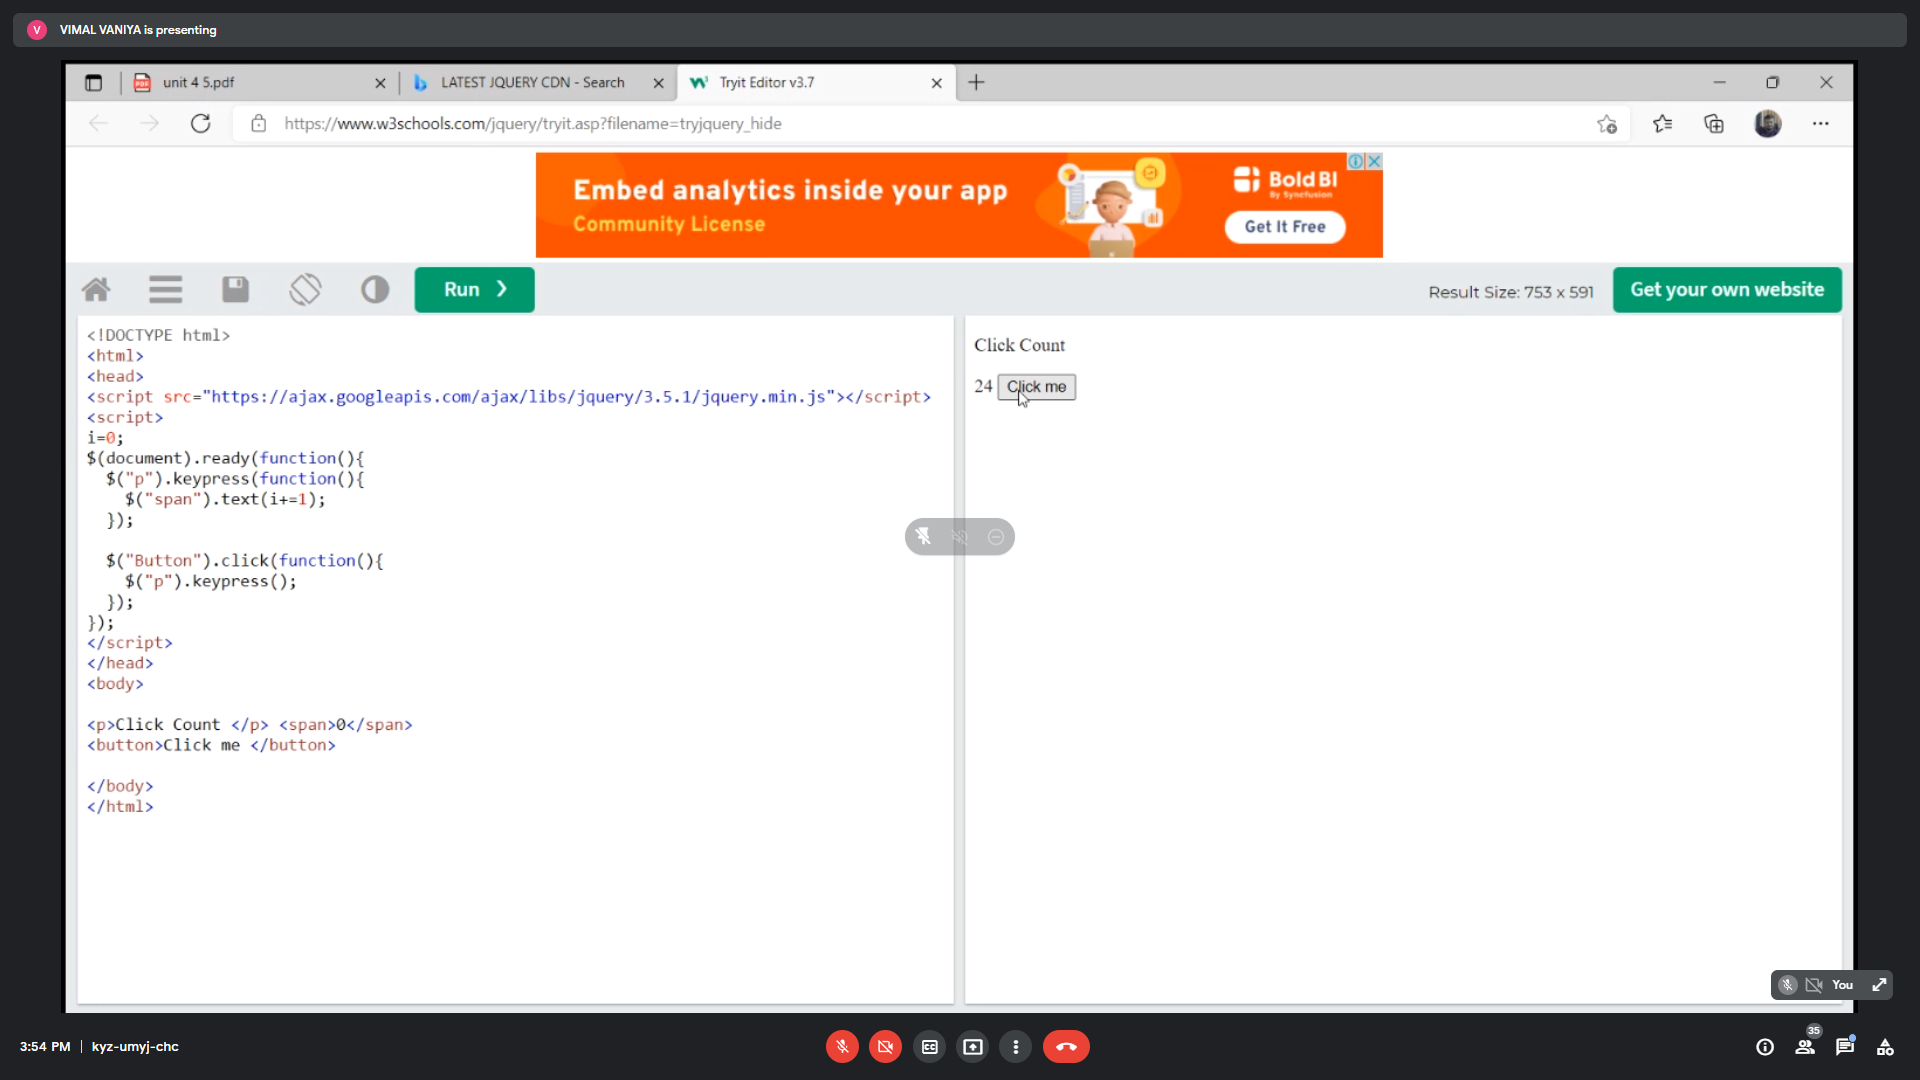 V VIMAL VANIYA is presenting
unit 4 5.pdf
LATEST JQUERY CDN - Search
Tryit Editor v3.7
https://www.w3schools.com/jquery/tryit.asp?filename=tryjquery_hide
Embed analytics inside your app
Community License
Bold BI
By Syncfusion
Get It Free
Run
Result Size: 753 x 591
Get your own website
<!DOCTYPE html>
<html>
<head>
<script src="https://ajax.googleapis.com/ajax/libs/jquery/3.5.1/jquery.min.js"></script>
<script>
i=0;
$(document).ready(function(){
  $("p").keypress(function(){
    $("span").text(i+=1);
  });
  $("Button").click(function(){
    $("p").keypress();
  });
});
</script>
</head>
<body>
<p>Click Count </p> <span>0</span>
<button>Click me </button>
</body>
</html>
Click Count
24 Click me
You
3:54 PM | kyz-umyj-chc
35